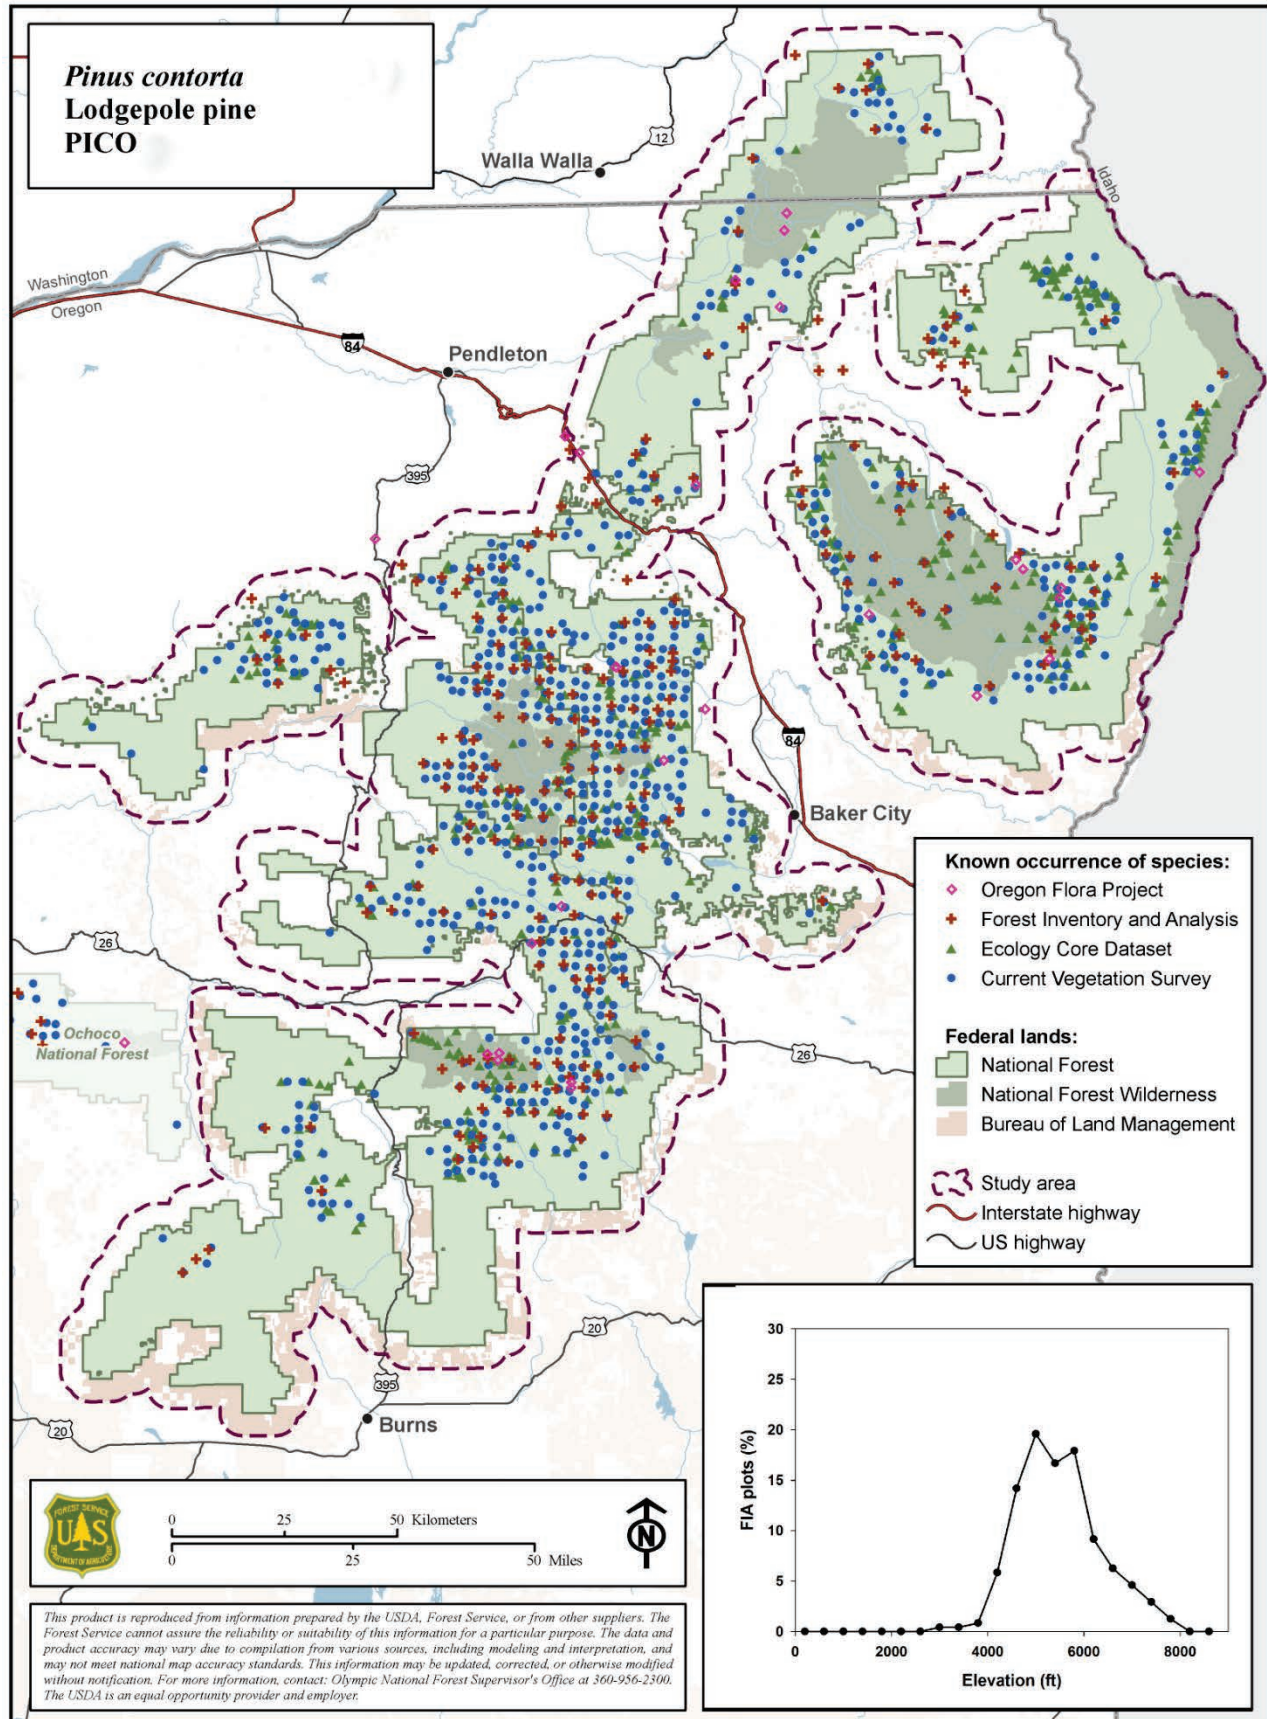 Pinus contorta
Lodgepole pine
PICO
12
Walla Walla
Idaho
Washington
Oregon
84
Pendleton
395
84
Baker City
26
Ochoco
National Forest
26
20
395
Burns
20
Known occurrence of species:
Oregon Flora Project
Forest Inventory and Analysis
Ecology Core Dataset
Current Vegetation Survey
Federal lands:
National Forest
National Forest Wilderness
Bureau of Land Management
Study area
Interstate highway
US highway
30
25
20
15
10
5
0
FIA plots (%)
0 2000 4000 6000 8000
Elevation (ft)
FOREST SERVICE
U S
DEPARTMENT OF AGRICULTURE
0 25 50 Kilometers
0 25 50 Miles
N
This product is reproduced from information prepared by the USDA, Forest Service, or from other suppliers. The
Forest Service cannot assure the reliability or suitability of this information for a particular purpose. The data and
product accuracy may vary due to compilation from various sources, including modeling and interpretation, and
may not meet national map accuracy standards. This information may be updated, corrected, or otherwise modified
without notification. For more information, contact: Olympic National Forest Supervisor's Office at 360-956-2300.
The USDA is an equal opportunity provider and employer.